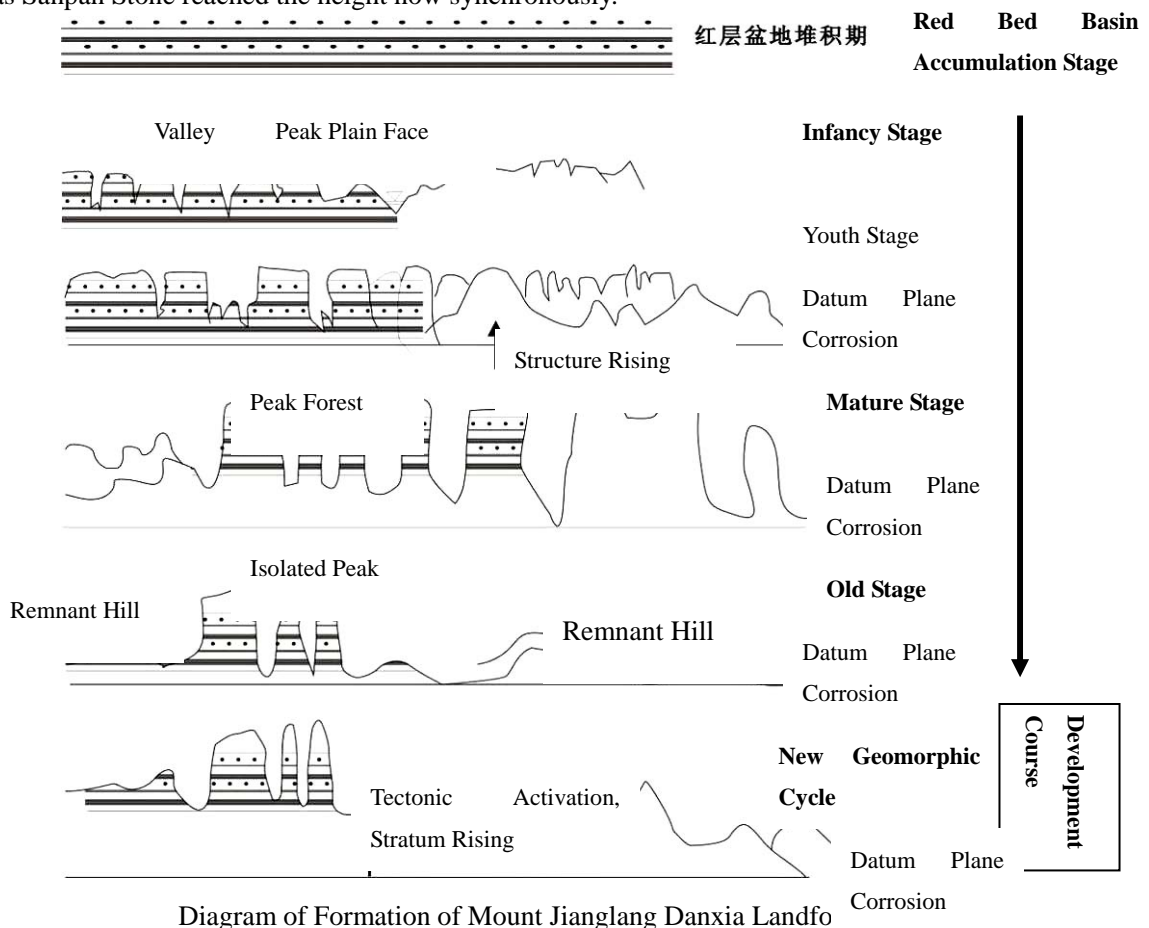 as Sanpan Stone reached the height now synchronously.
红层盆地堆积期
Red Bed Basin
Accumulation Stage
Valley
Peak Plain Face
Infancy Stage
Youth Stage
Datum Plane
Corrosion
Structure Rising
Peak Forest
Mature Stage
Datum Plane
Corrosion
Isolated Peak
Old Stage
Remnant Hill
Remnant Hill
Datum Plane
Corrosion
Development
Course
New Geomorphic
Cycle
Tectonic Activation,
Stratum Rising
Datum Plane
Corrosion
Diagram of Formation of Mount Jianglang Danxia Landfo